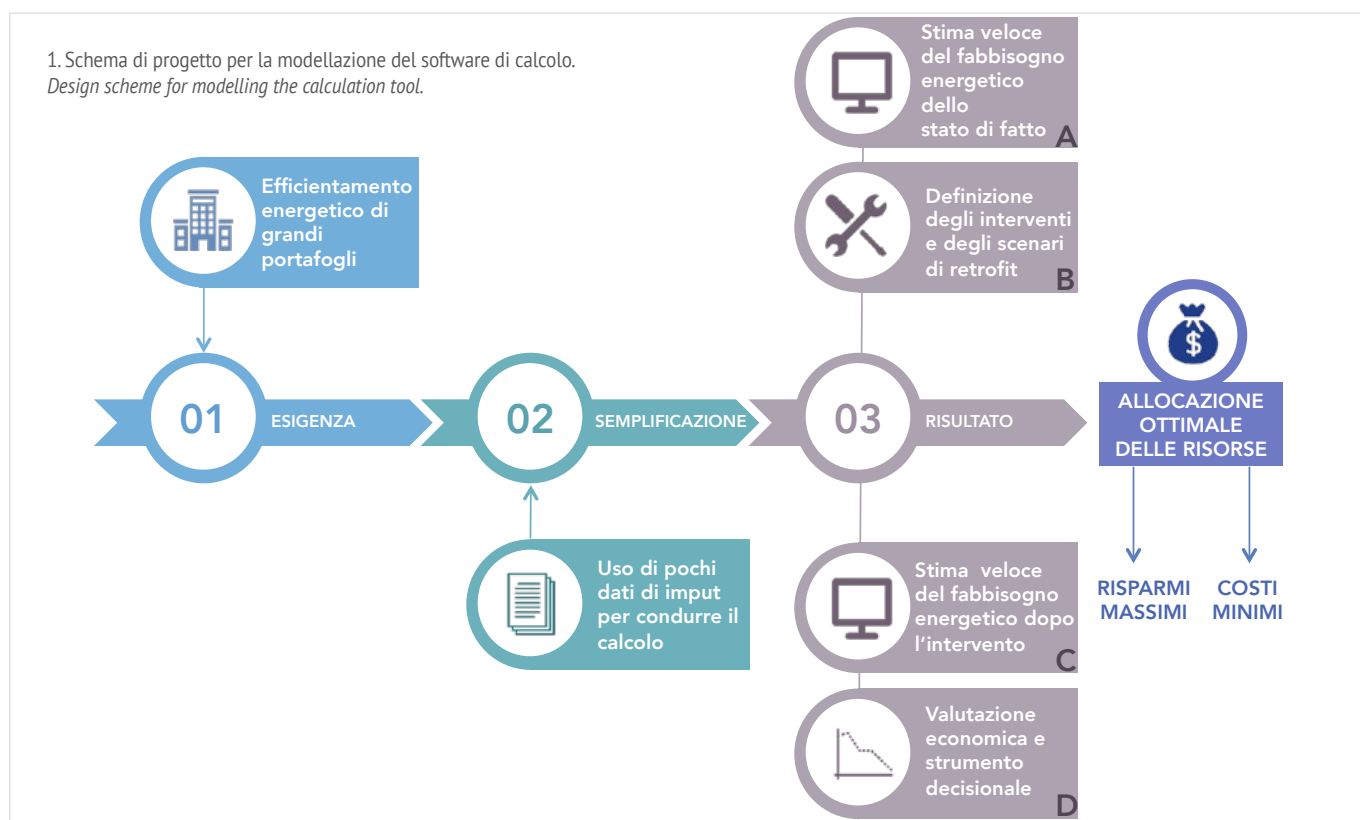 1. Schema di progetto per la modellazione del software di calcolo.
Design scheme for modelling the calculation tool.
Efficientamento
energetico di
grandi
portafogli
01
ESIGENZA
02
SEMPLIFICAZIONE
Uso di pochi
dati di imput
per condurre il
calcolo
03
RISULTATO
Stima veloce
del fabbisogno
energetico
dello
stato di fatto
A
Definizione
degli interventi
e degli scenari
di retrofit
B
Stima veloce
del fabbisogno
energetico dopo
l'intervento
C
Valutazione
economica e
strumento
decisionale
D
$
ALLOCAZIONE
OTTIMALE
DELLE RISORSE
RISPARMI
MASSIMI
COSTI
MINIMI